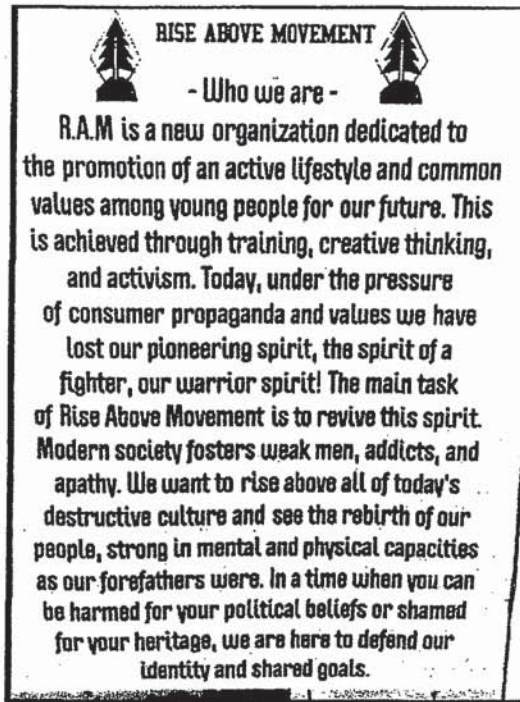 RISE ABOVE MOVEMENT
- Who we are -
R.A.M is a new organization dedicated to
the promotion of an active lifestyle and common
values among young people for our future. This
is achieved through training, creative thinking,
and activism. Today, under the pressure
of consumer propaganda and values we have
lost our pioneering spirit, the spirit of a
fighter, our warrior spirit! The main task
of Rise Above Movement is to revive this spirit.
Modern society fosters weak men, addicts, and
apathy. We want to rise above all of today's
destructive culture and see the rebirth of our
people, strong in mental and physical capacities
as our forefathers were. In a time when you can
be harmed for your political beliefs or shamed
for your heritage, we are here to defend our
identity and shared goals.